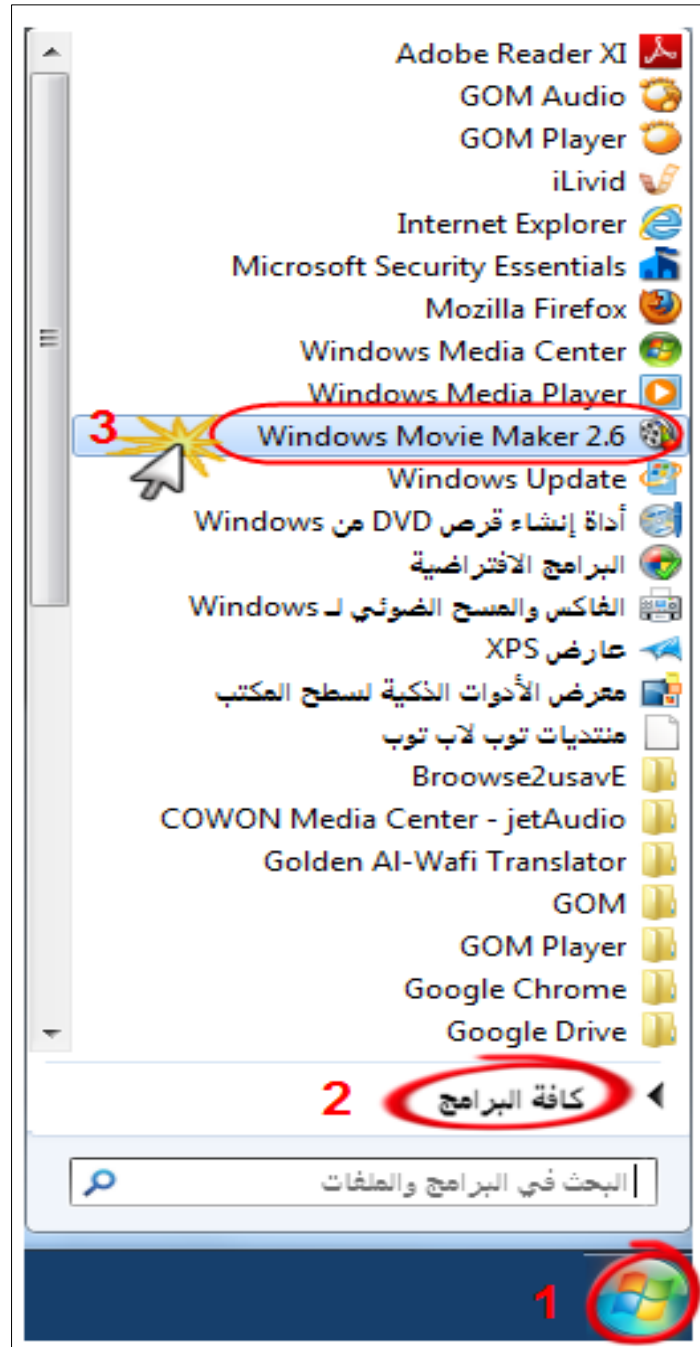 Adobe Reader XI
GOM Audio
GOM Player
iLivid
Internet Explorer
Microsoft Security Essentials
Mozilla Firefox
Windows Media Center
Windows Media Player
3 Windows Movie Maker 2.6
Windows Update
أداة إنشاء قرص DVD من Windows
البرامج الافتراضية
الفاكس والمسح الضوئي لـ Windows
عارض XPS
معرض الأدوات الذكية لسطح المكتب
منتديات توب لاب توب
Broowse2usavE
COWON Media Center - jetAudio
Golden Al-Wafi Translator
GOM
GOM Player
Google Chrome
Google Drive
كافة البرامج 2
البحث في البرامج والملفات
1